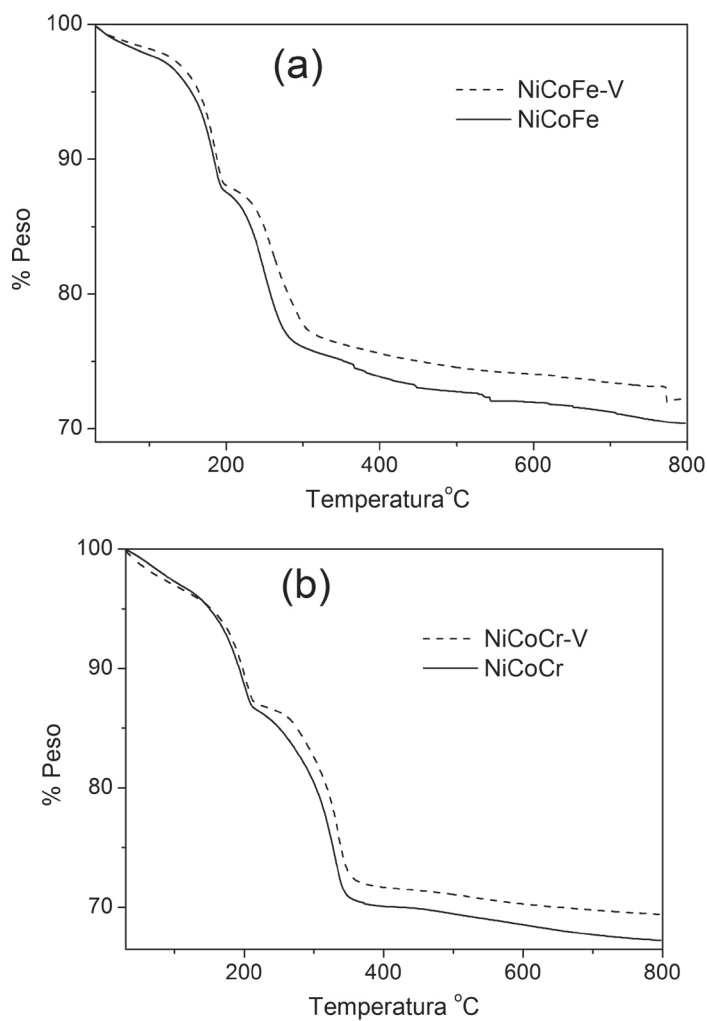 100
(a)
NiCoFe-V
NiCoFe
90
% Peso
80
70
200 400 600 800
Temperatura°C
100
(b)
NiCoCr-V
NiCoCr
90
% Peso
80
70
200 400 600 800
Temperatura °C